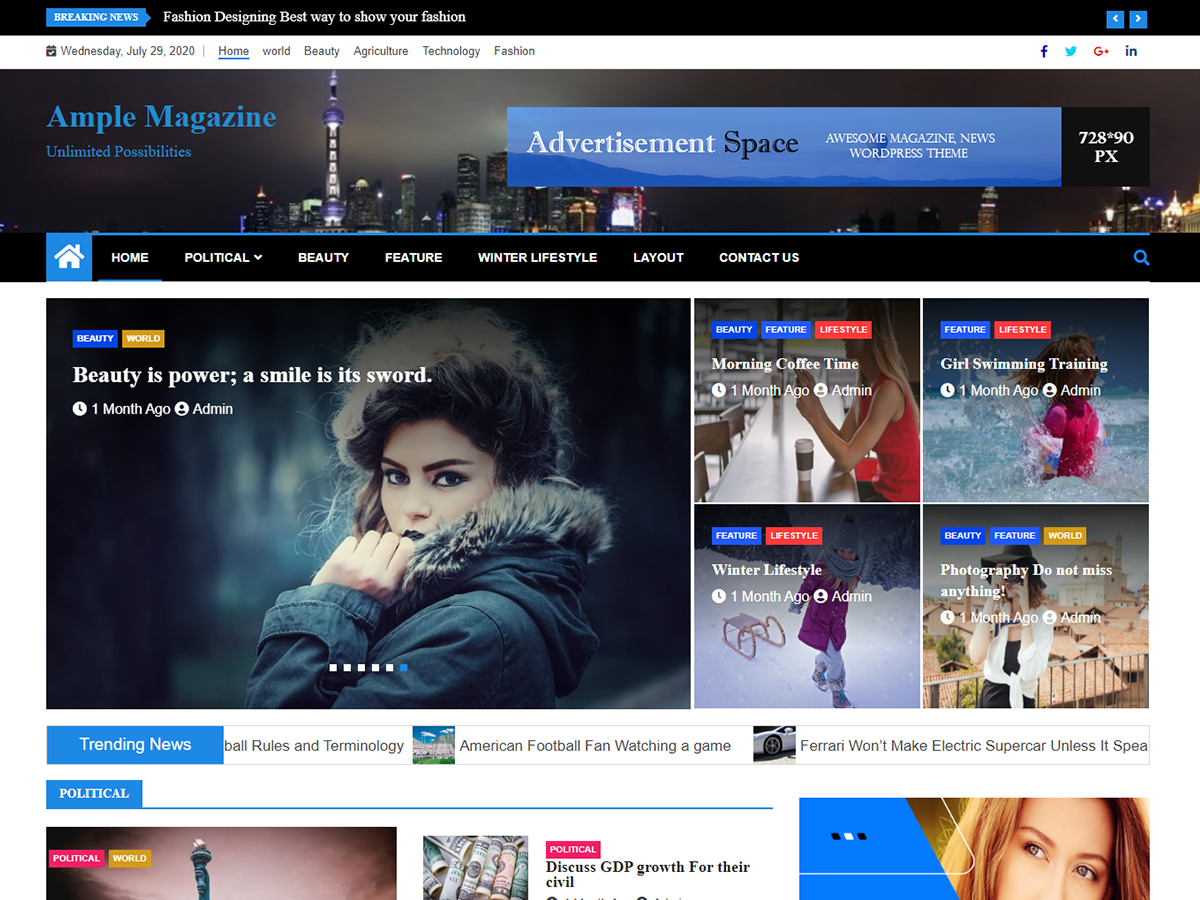 BREAKING NEWS
Fashion Designing Best way to show your fashion
Wednesday, July 29, 2020 | Home world Beauty Agriculture Technology Fashion
Ample Magazine
Unlimited Possibilities
Advertisement Space
AWESOME MAGAZINE, NEWS
WORDPRESS THEME
728*90
PX
HOME POLITICAL BEAUTY FEATURE WINTER LIFESTYLE LAYOUT CONTACT US
BEAUTY WORLD
Beauty is power; a smile is its sword.
1 Month Ago Admin
BEAUTY FEATURE LIFESTYLE
Morning Coffee Time
1 Month Ago Admin
FEATURE LIFESTYLE
Girl Swimming Training
1 Month Ago Admin
FEATURE LIFESTYLE
Winter Lifestyle
1 Month Ago Admin
BEAUTY FEATURE WORLD
Photography Do not miss
anything!
1 Month Ago Admin
Trending News
ball Rules and Terminology
American Football Fan Watching a game
Ferrari Won’t Make Electric Supercar Unless It Spea
POLITICAL
POLITICAL WORLD
POLITICAL
Discuss GDP growth For their
civil